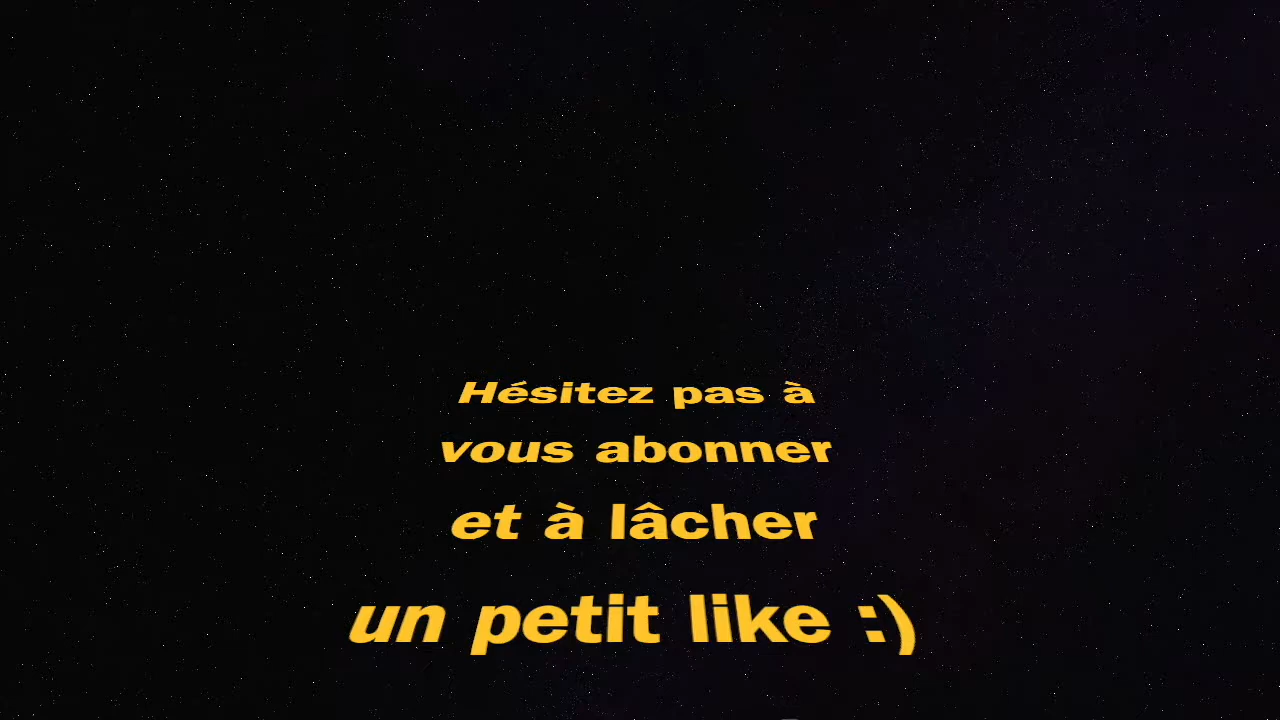 Hésitez pas à
vous abonner
et à lâcher
un petit like :)